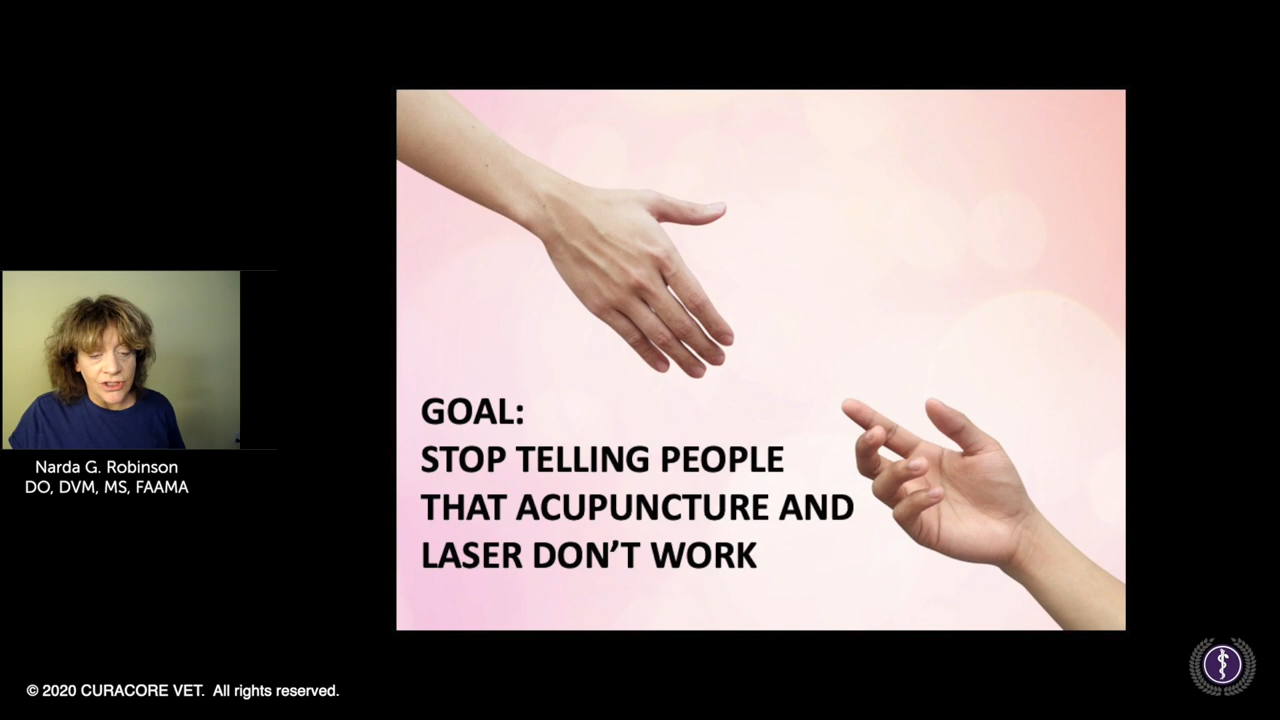 GOAL:
STOP TELLING PEOPLE
THAT ACUPUNCTURE AND
LASER DON’T WORK
Narda G. Robinson
DO, DVM, MS, FAAMA
© 2020 CURACORE VET. All rights reserved.